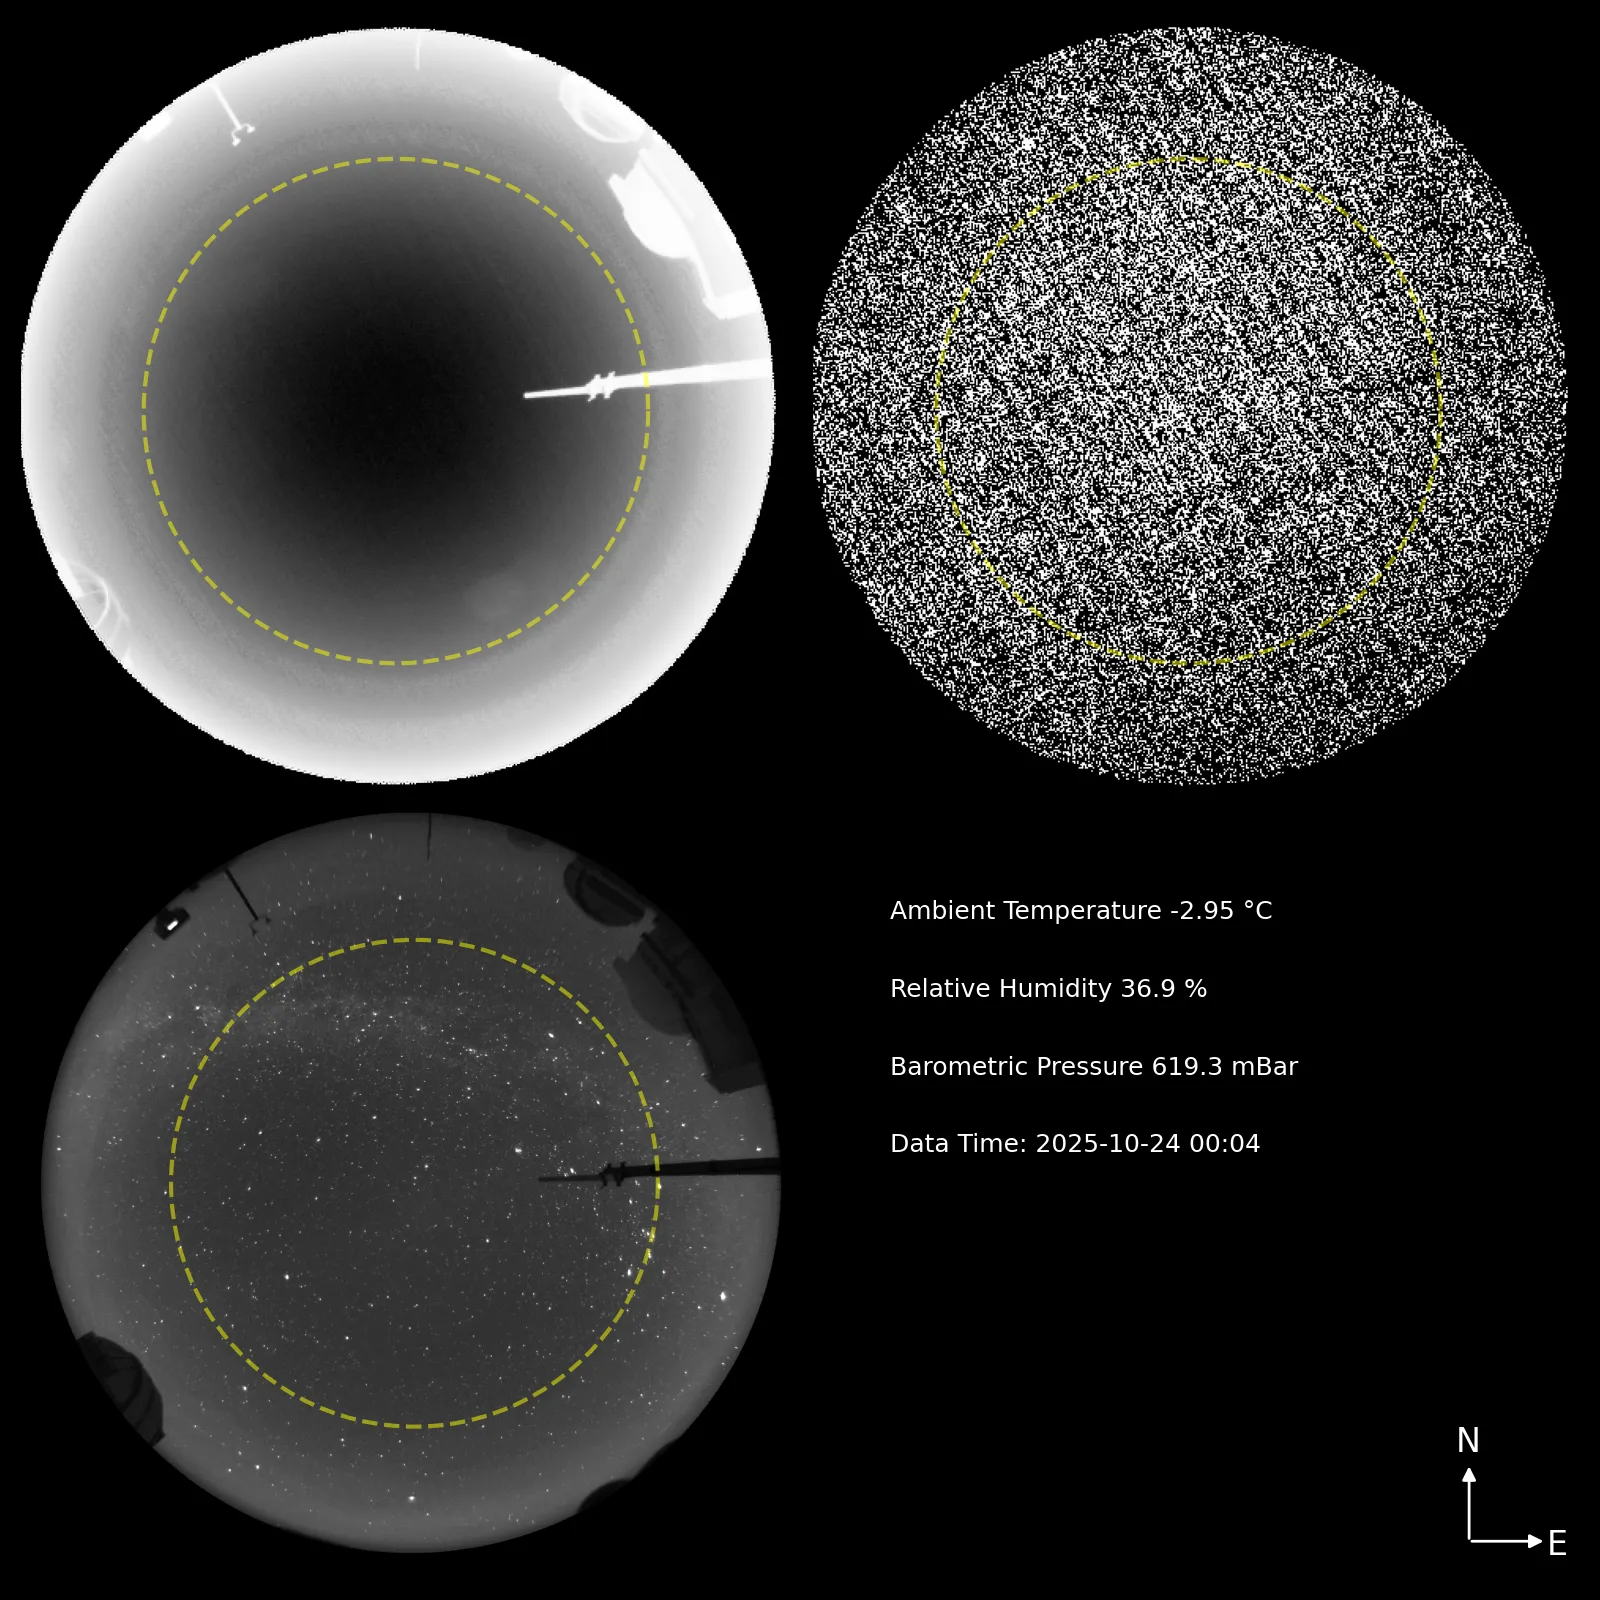 Ambient Temperature -2.95 °C
Relative Humidity 36.9 %
Barometric Pressure 619.3 mBar
Data Time: 2025-10-24 00:04
N
E